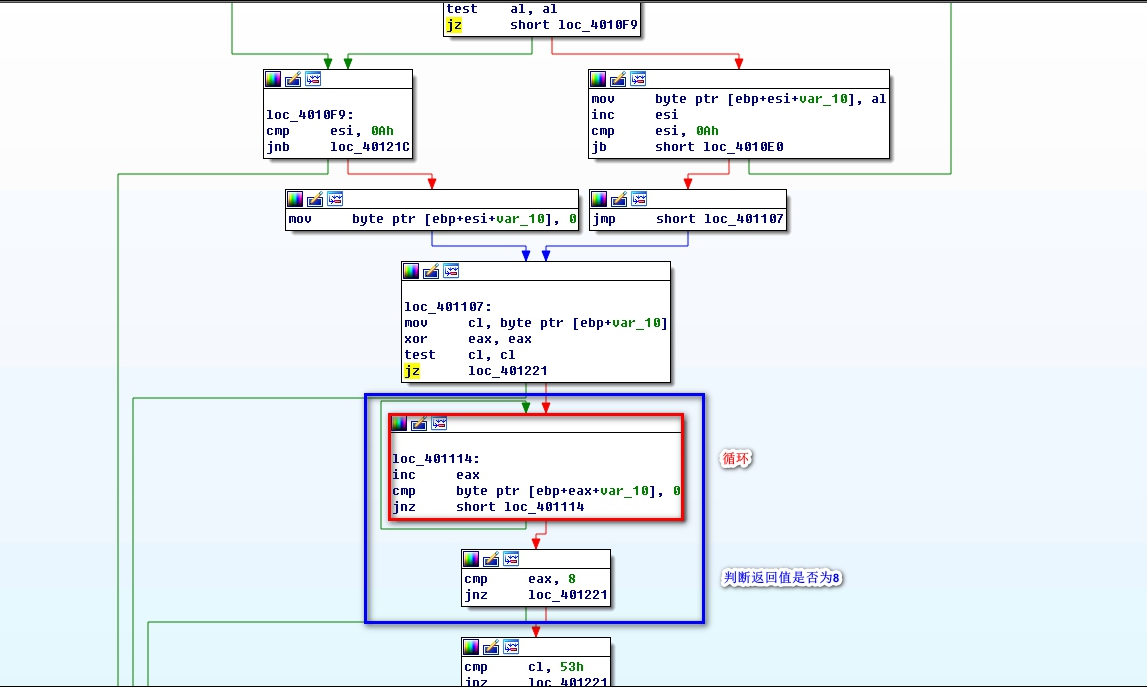 test    al, al
jz      short loc_4010F9
loc_4010F9:
cmp     esi, 0Ah
jnb     loc_40121C
mov     byte ptr [ebp+esi+var_10], al
inc     esi
cmp     esi, 0Ah
jb      short loc_4010E0
mov     byte ptr [ebp+esi+var_10], 0
jmp     short loc_401107
loc_401107:
mov     cl, byte ptr [ebp+var_10]
xor     eax, eax
test    cl, cl
jz      loc_401221
loc_401114:
inc     eax
cmp     byte ptr [ebp+eax+var_10], 0
jnz     short loc_401114
循环
cmp     eax, 8
jnz     loc_401221
判断返回值是否为8
cmp     cl, 53h
jnz     loc_401221